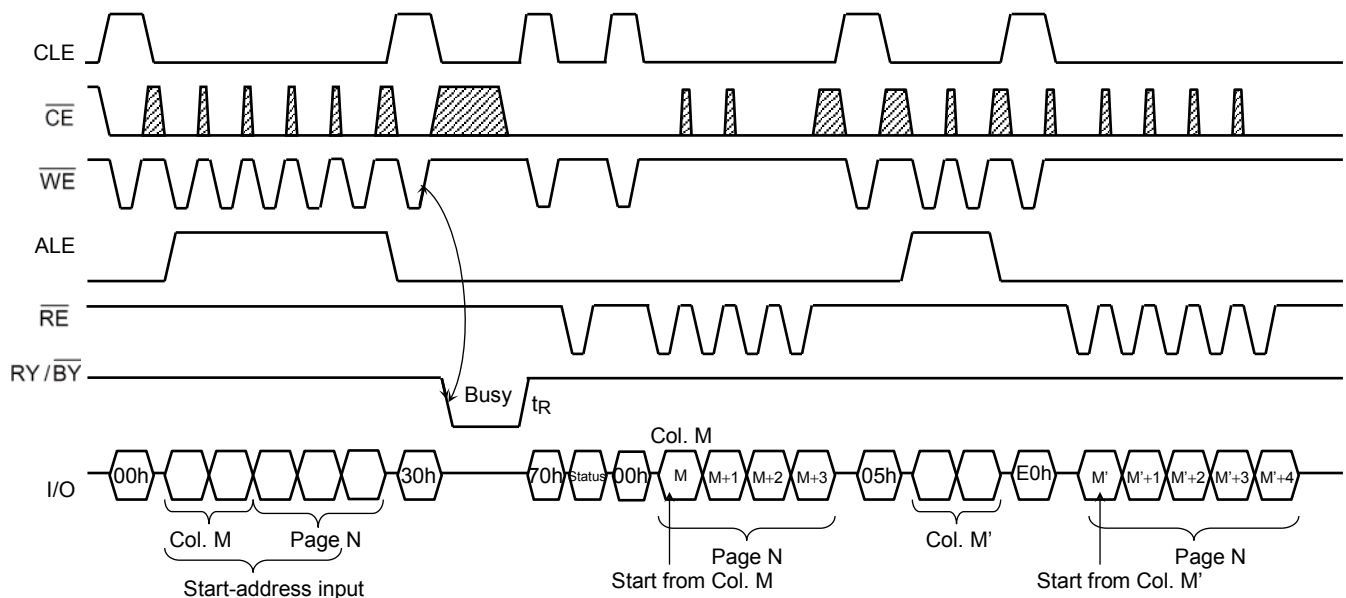 CLE
CE
WE
ALE
RE
RY / BY
Busy
tR
Col. M
I/O
00h
30h
70h Status 00h M M+1 M+2 M+3
05h
E0h
M' M'+1 M'+2 M'+3 M'+4
Col. M
Page N
Start-address input
Page N
Start from Col. M
Col. M’
Page N
Start from Col. M’